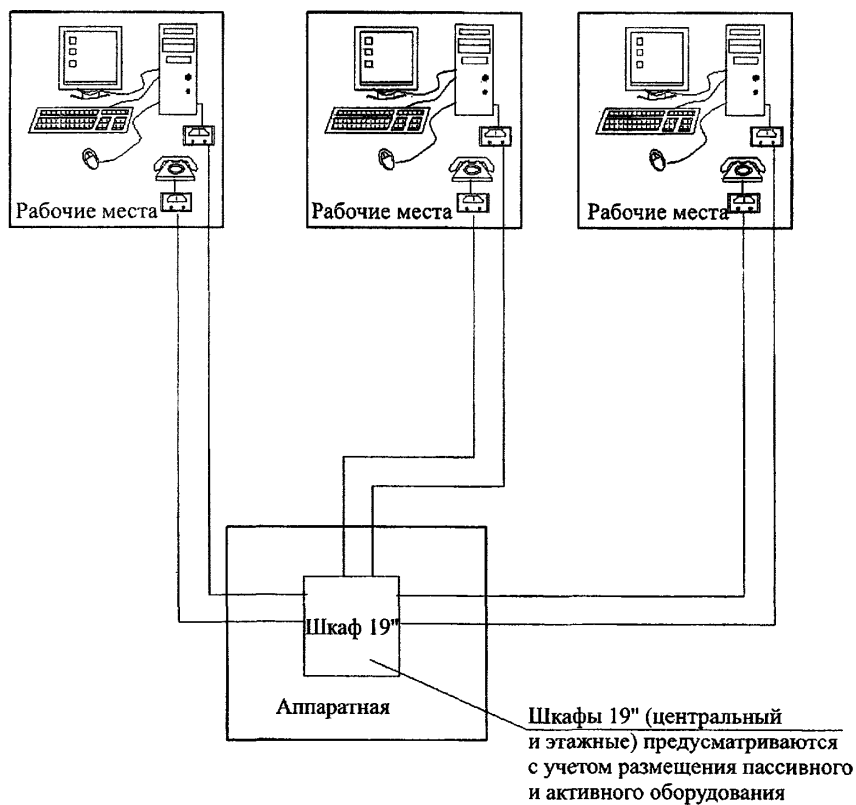 Рабочие места
Рабочие места
Рабочие места
Шкаф 19"
Аппаратная
Шкафы 19" (центральный
и этажные) предусматриваются
с учетом размещения пассивного
и активного оборудования